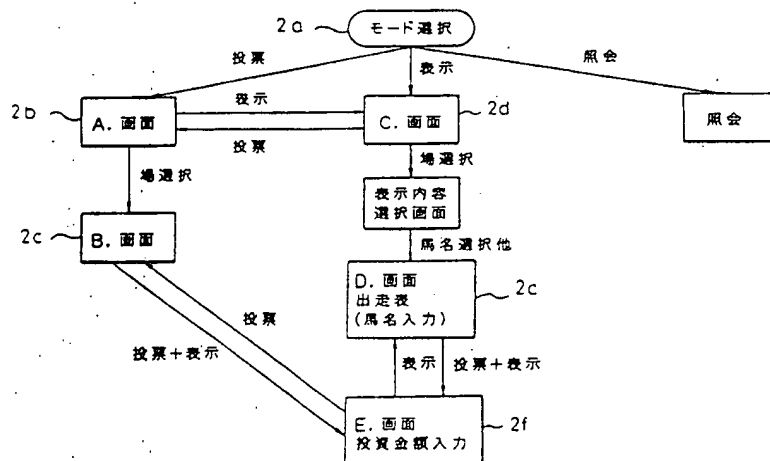 2a
モード選択
投票
表示
照会
2b
A. 画面
表示
投票
C. 画面
2d
照会
場選択
場選択
表示内容
選択画面
2c
B. 画面
馬名選択他
D. 画面
出走表
(馬名入力)
2c
投票
投票+表示
表示
投票+表示
E. 画面
投資金額入力
2f